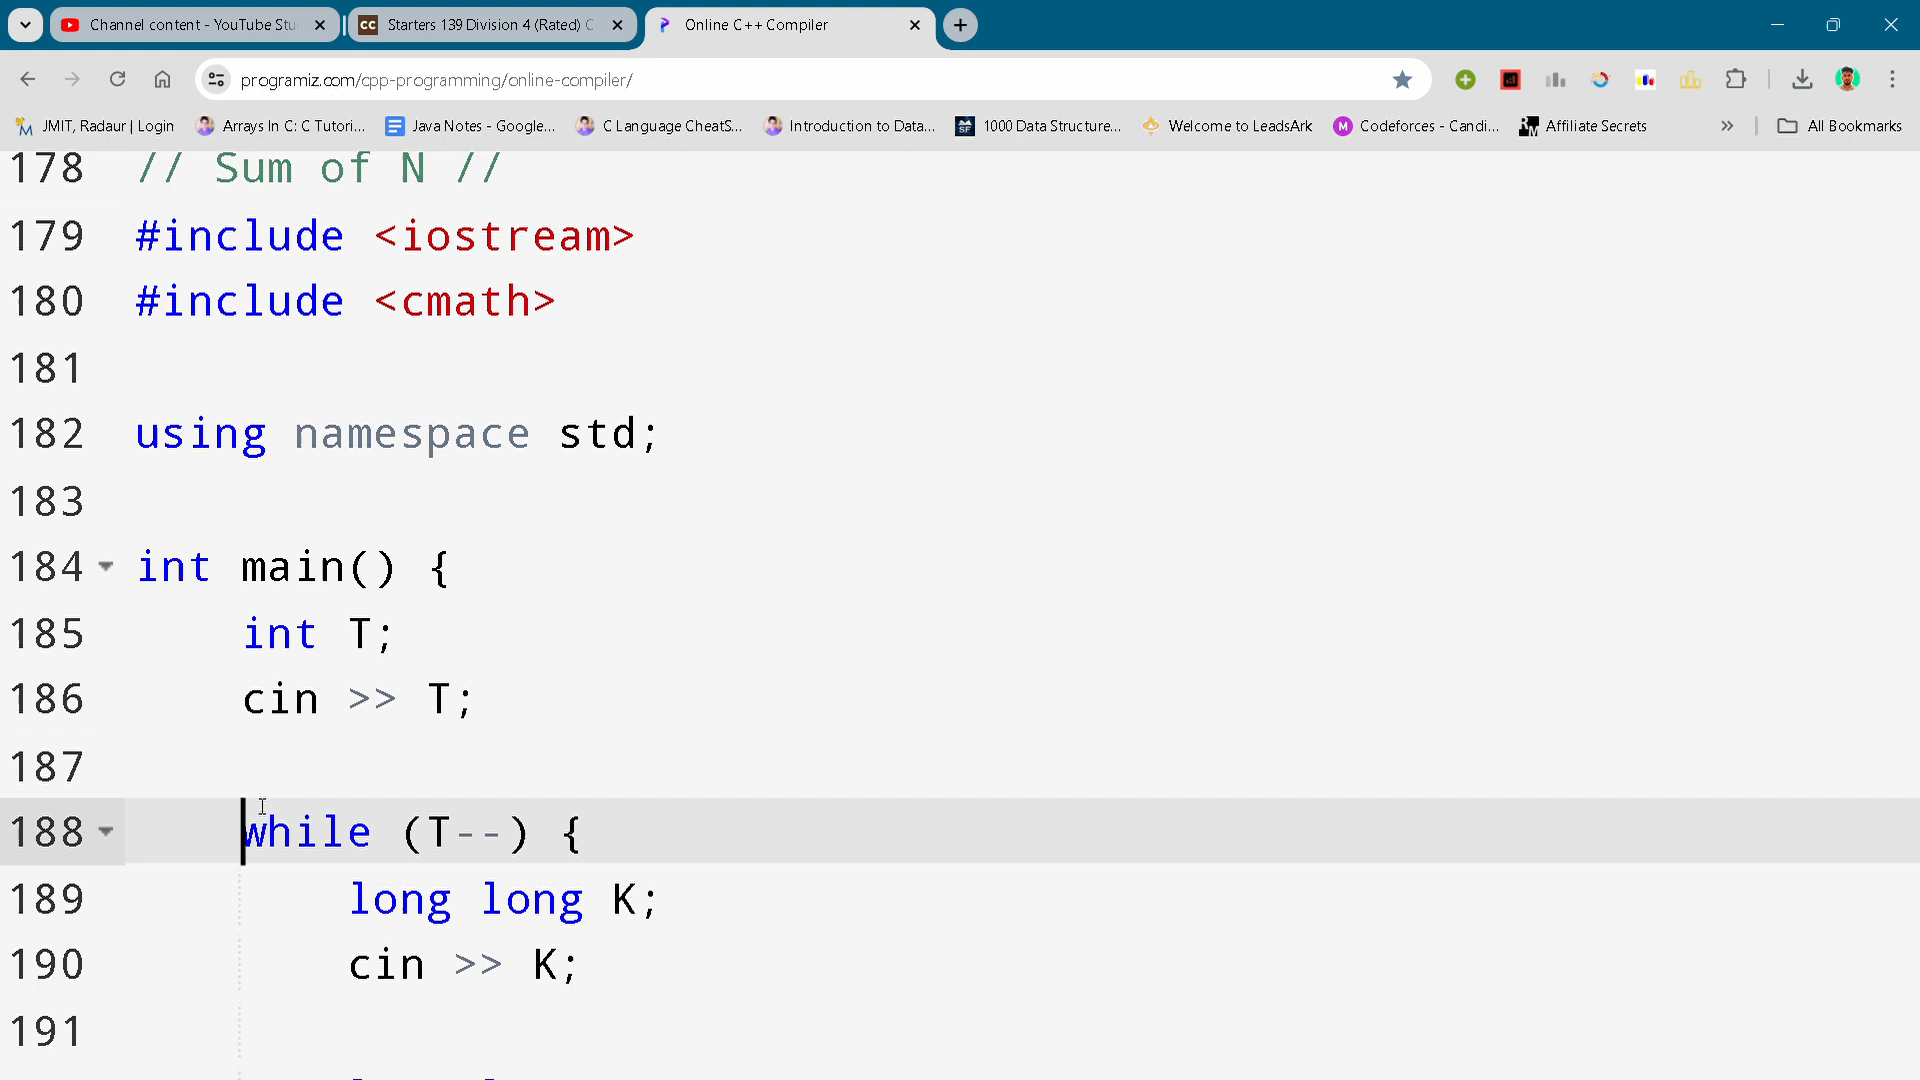 Channel content - YouTube Stu
Starters 139 Division 4 (Rated) C
Online C++ Compiler
programiz.com/cpp-programming/online-compiler/
JMIT, Radaur | Login
Arrays In C: C Tutori...
Java Notes - Google...
C Language CheatS...
Introduction to Data...
1000 Data Structure...
Welcome to LeadsArk
Codeforces - Candi...
Affiliate Secrets
All Bookmarks
178 // Sum of N //
179 #include <iostream>
180 #include <cmath>
181
182 using namespace std;
183
184 int main() {
185 int T;
186 cin >> T;
187
188 while (T--) {
189 long long K;
190 cin >> K;
191